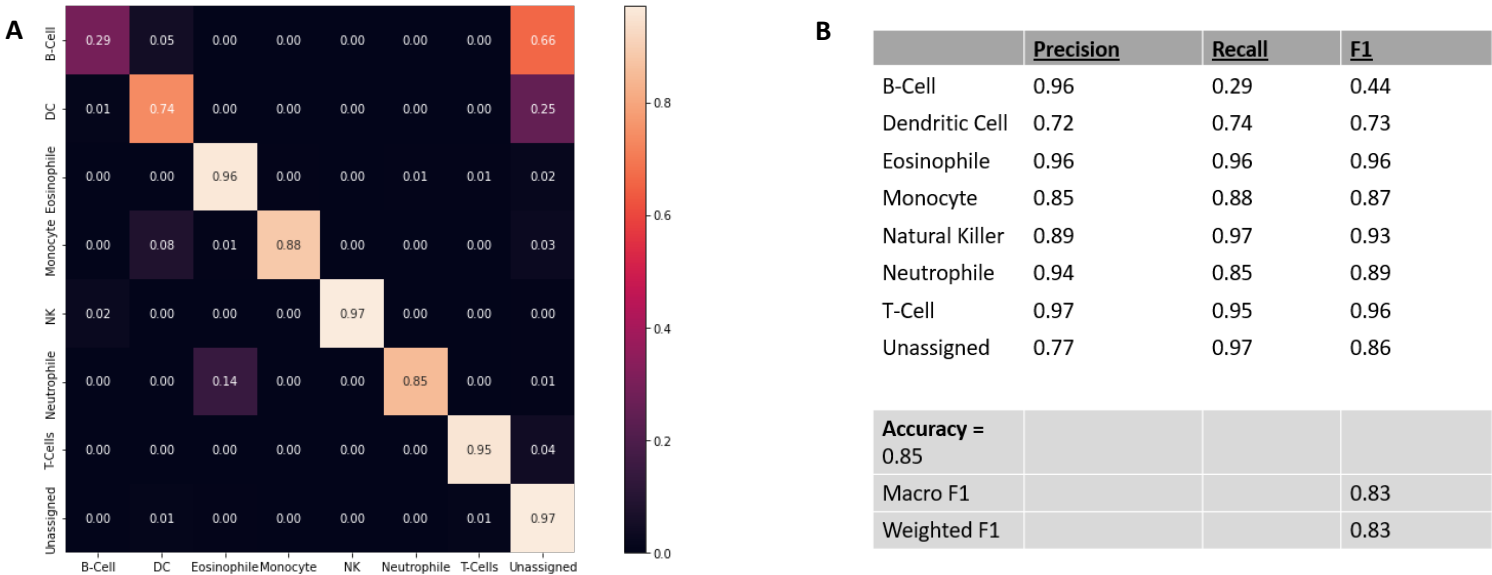 A
B-Cell 0.29 0.05 0.00 0.00 0.00 0.00 0.00 0.66
DC 0.01 0.74 0.00 0.00 0.00 0.00 0.00 0.25
Eosinophile 0.00 0.00 0.96 0.00 0.00 0.01 0.01 0.02
Monocyte 0.00 0.08 0.01 0.88 0.00 0.00 0.00 0.03
NK 0.02 0.00 0.00 0.00 0.97 0.00 0.00 0.00
Neutrophile 0.00 0.00 0.14 0.00 0.00 0.85 0.00 0.01
T-Cells 0.00 0.00 0.00 0.00 0.00 0.00 0.95 0.04
Unassigned 0.00 0.01 0.00 0.00 0.00 0.00 0.01 0.97
B-Cell DC Eosinophile Monocyte NK Neutrophile T-Cells Unassigned
0.8
0.6
0.4
0.2
0.0
B
Precision Recall F1
B-Cell 0.96 0.29 0.44
Dendritic Cell 0.72 0.74 0.73
Eosinophile 0.96 0.96 0.96
Monocyte 0.85 0.88 0.87
Natural Killer 0.89 0.97 0.93
Neutrophile 0.94 0.85 0.89
T-Cell 0.97 0.95 0.96
Unassigned 0.77 0.97 0.86
Accuracy =
0.85
Macro F1 0.83
Weighted F1 0.83